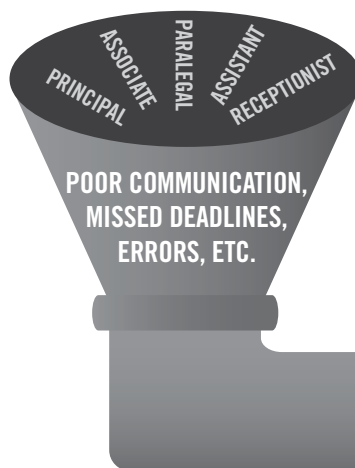 PRINCIPAL
ASSOCIATE
PARALEGAL
ASSISTANT
RECEPTIONIST
POOR COMMUNICATION,
MISSED DEADLINES,
ERRORS, ETC.